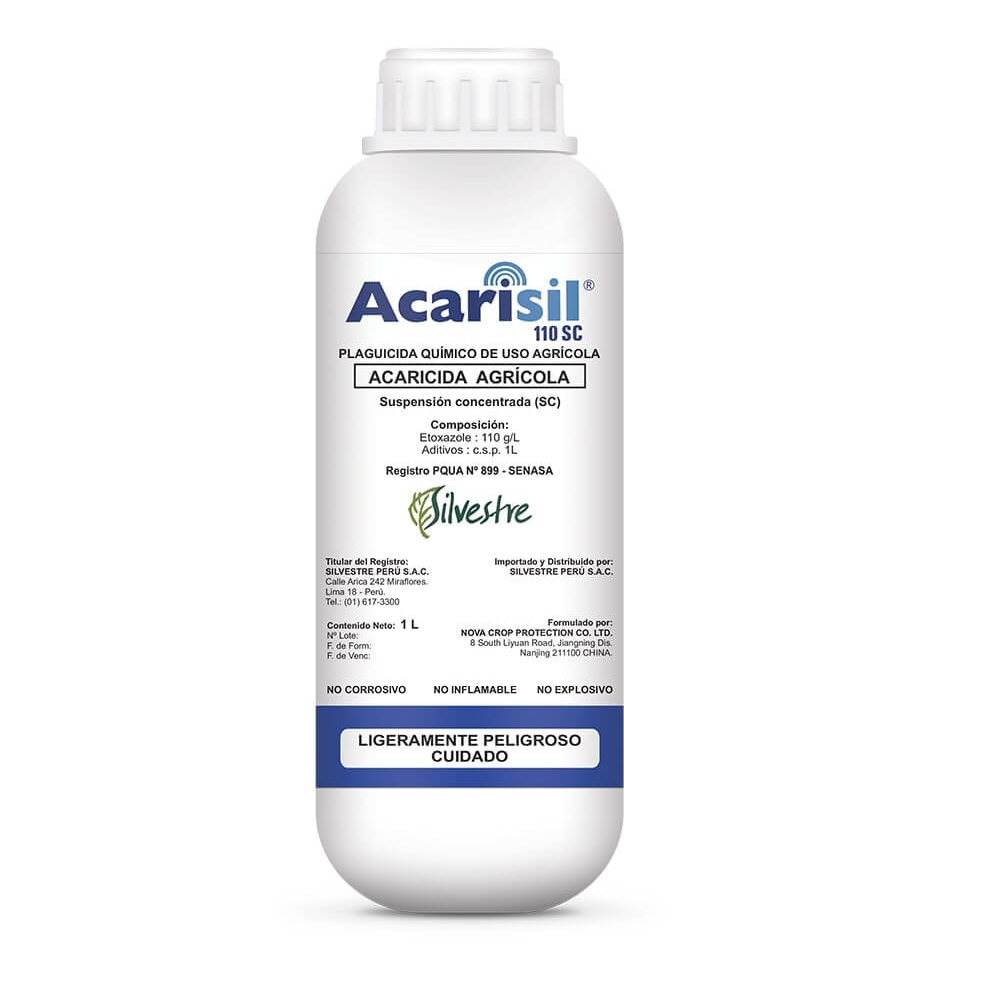 Acarisil®
110 SC
PLAGUICIDA QUÍMICO DE USO AGRÍCOLA
ACARICIDA AGRÍCOLA
Suspensión concentrada (SC)
Composición:
Etoxazole : 110 g/L
Aditivos : c.s.p. 1L
Registro PQUA Nº 899 - SENASA
Silvestre
Titular del Registro:
SILVESTRE PERÚ S.A.C.
Calle Arica 242 Miraflores.
Lima 18 - Perú.
Tel.: (01) 617-3300
Importado y Distribuido por:
SILVESTRE PERÚ S.A.C.
Contenido Neto: 1 L
Nº Lote:
F. de Form:
F. de Venc:
Formulado por:
NOVA CROP PROTECTION CO. LTD.
8 South Liyuan Road, Jiangning Dis.
Nanjing 211100 CHINA.
NO CORROSIVO NO INFLAMABLE NO EXPLOSIVO
LIGERAMENTE PELIGROSO
CUIDADO